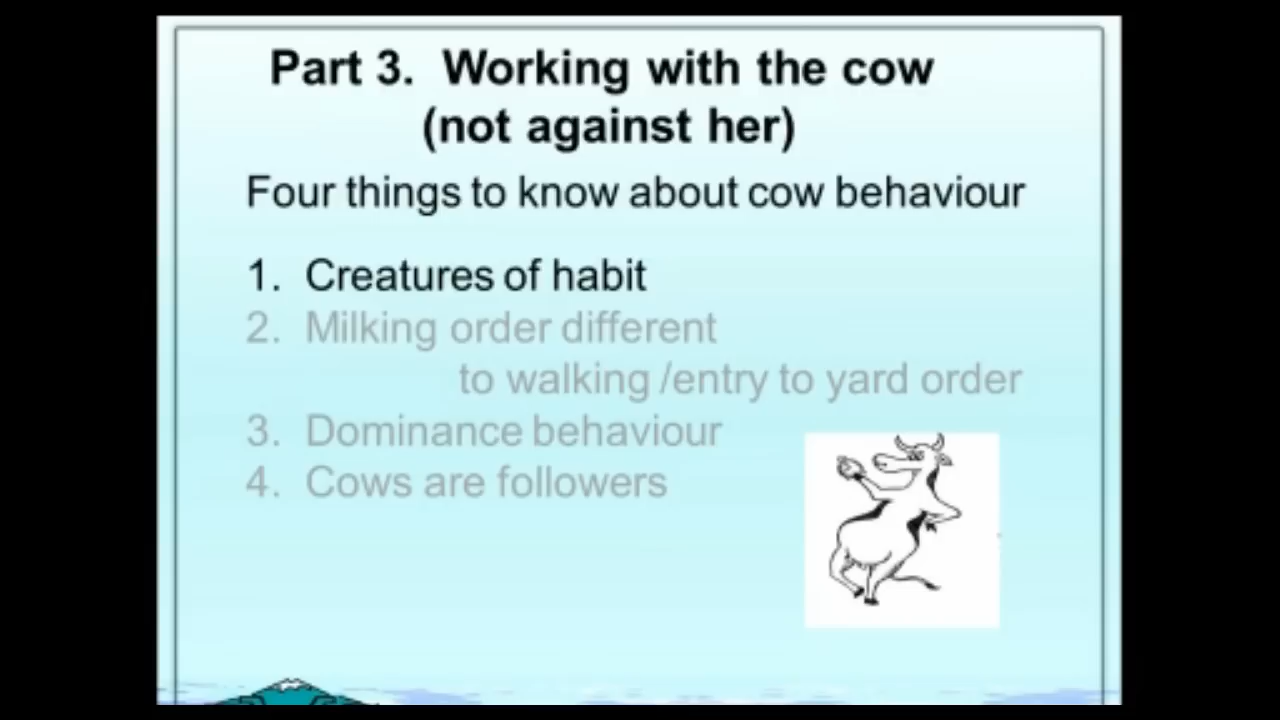 Part 3. Working with the cow
(not against her)
Four things to know about cow behaviour
1. Creatures of habit
2. Milking order different
to walking /entry to yard order
3. Dominance behaviour
4. Cows are followers